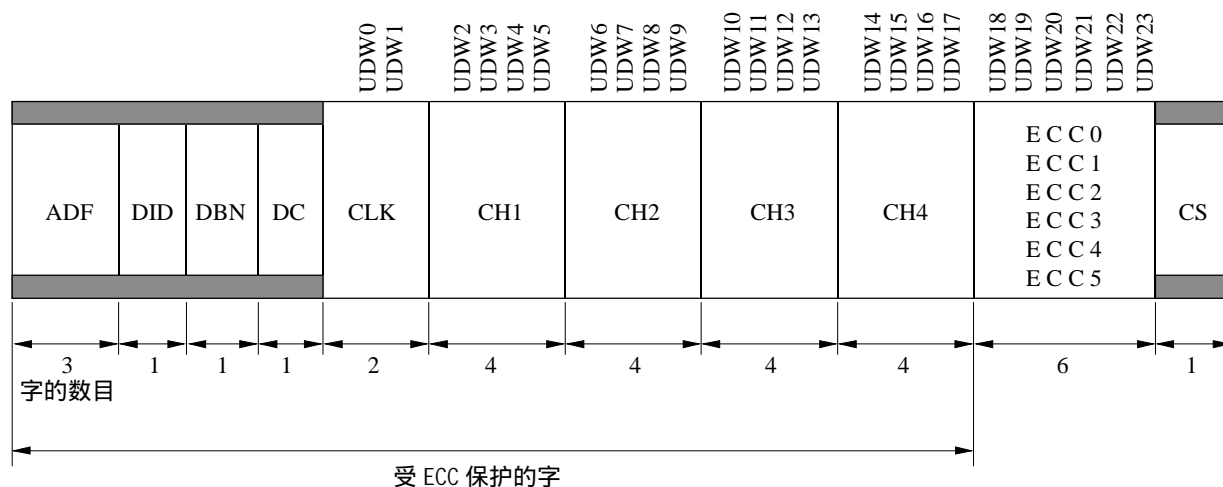 UDW0
UDW1
UDW2
UDW3
UDW4
UDW5
UDW6
UDW7
UDW8
UDW9
UDW10
UDW11
UDW12
UDW13
UDW14
UDW15
UDW16
UDW17
UDW18
UDW19
UDW20
UDW21
UDW22
UDW23
ADF
DID
DBN
DC
CLK
CH1
CH2
CH3
CH4
ECC0
ECC1
ECC2
ECC3
ECC4
ECC5
CS
3
1
1
1
2
4
4
4
4
6
1
字的数目
受 ECC 保护的字